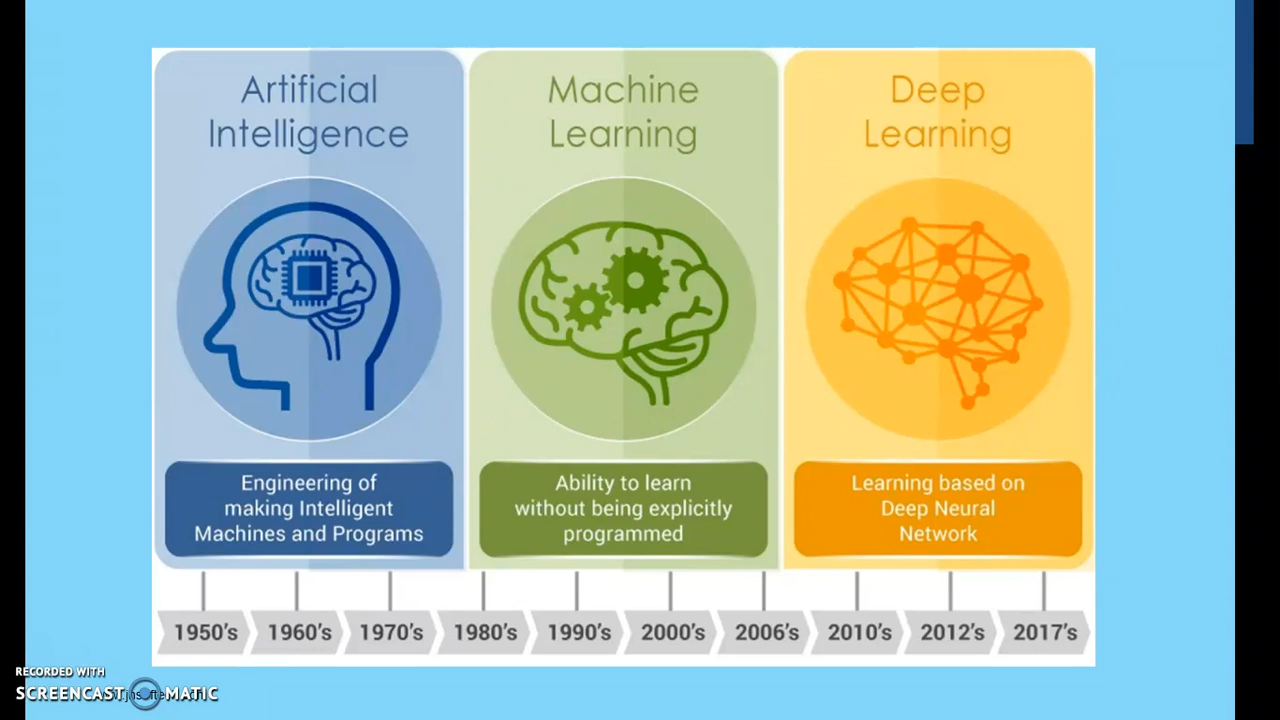 Artificial
Intelligence
Machine
Learning
Deep
Learning
Engineering of
making Intelligent
Machines and Programs
Ability to learn
without being explicitly
programmed
Learning based on
Deep Neural
Network
1950's 1960's 1970's 1980's 1990's 2000's 2006's 2010's 2012's 2017's
RECORDED WITH
SCREENCAST MATIC